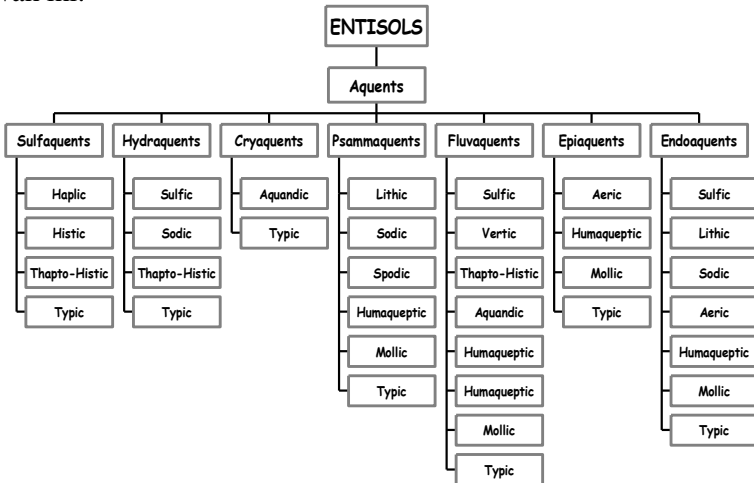 ENTISOLS
Aquents
Sulfaquents
Haplic
Histic
Thapto-Histic
Typic
Hydraquents
Sulfic
Sodic
Thapto-Histic
Typic
Cryaquents
Aquandic
Typic
Psammaquents
Lithic
Sodic
Spodic
Humaqueptic
Mollic
Typic
Fluvaquents
Sulfic
Vertic
Thapto-Histic
Aquandic
Humaqueptic
Humaqueptic
Mollic
Typic
Epiaquents
Aeric
Humaqueptic
Mollic
Typic
Endoaquents
Sulfic
Lithic
Sodic
Aeric
Humaqueptic
Mollic
Typic